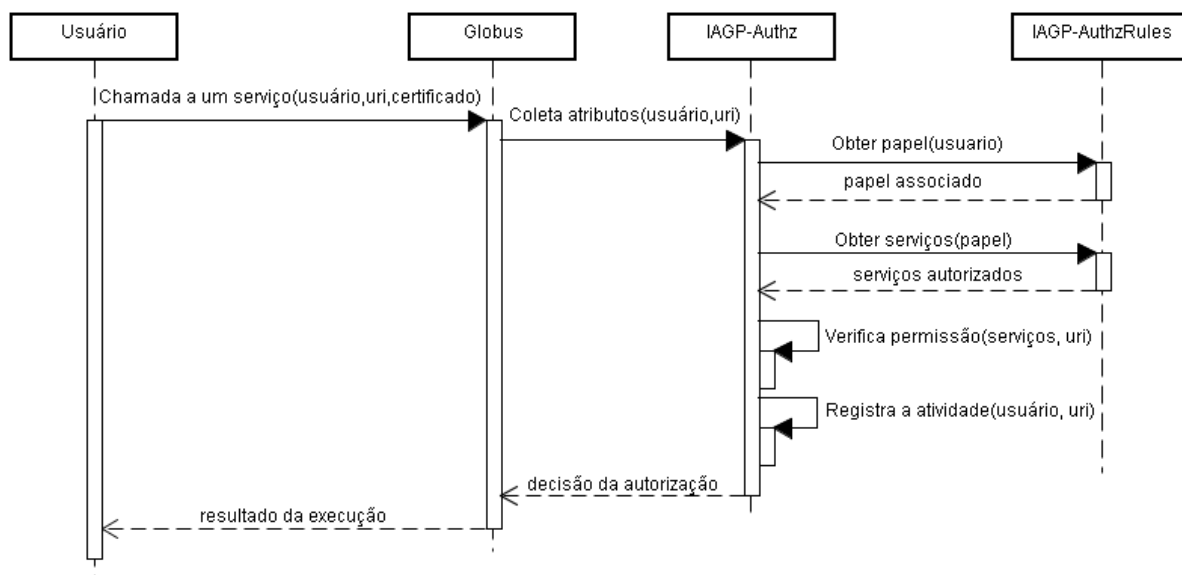 Usuário
Globus
IAGP-Authz
IAGP-AuthzRules
Chamada a um serviço(usuário,uri,certificado)
Coleta atributos(usuário,uri)
Obter papel(usuario)
papel associado
Obter serviços(papel)
serviços autorizados
Verifica permissão(serviços, uri)
Registra a atividade(usuário, uri)
decisão da autorização
resultado da execução